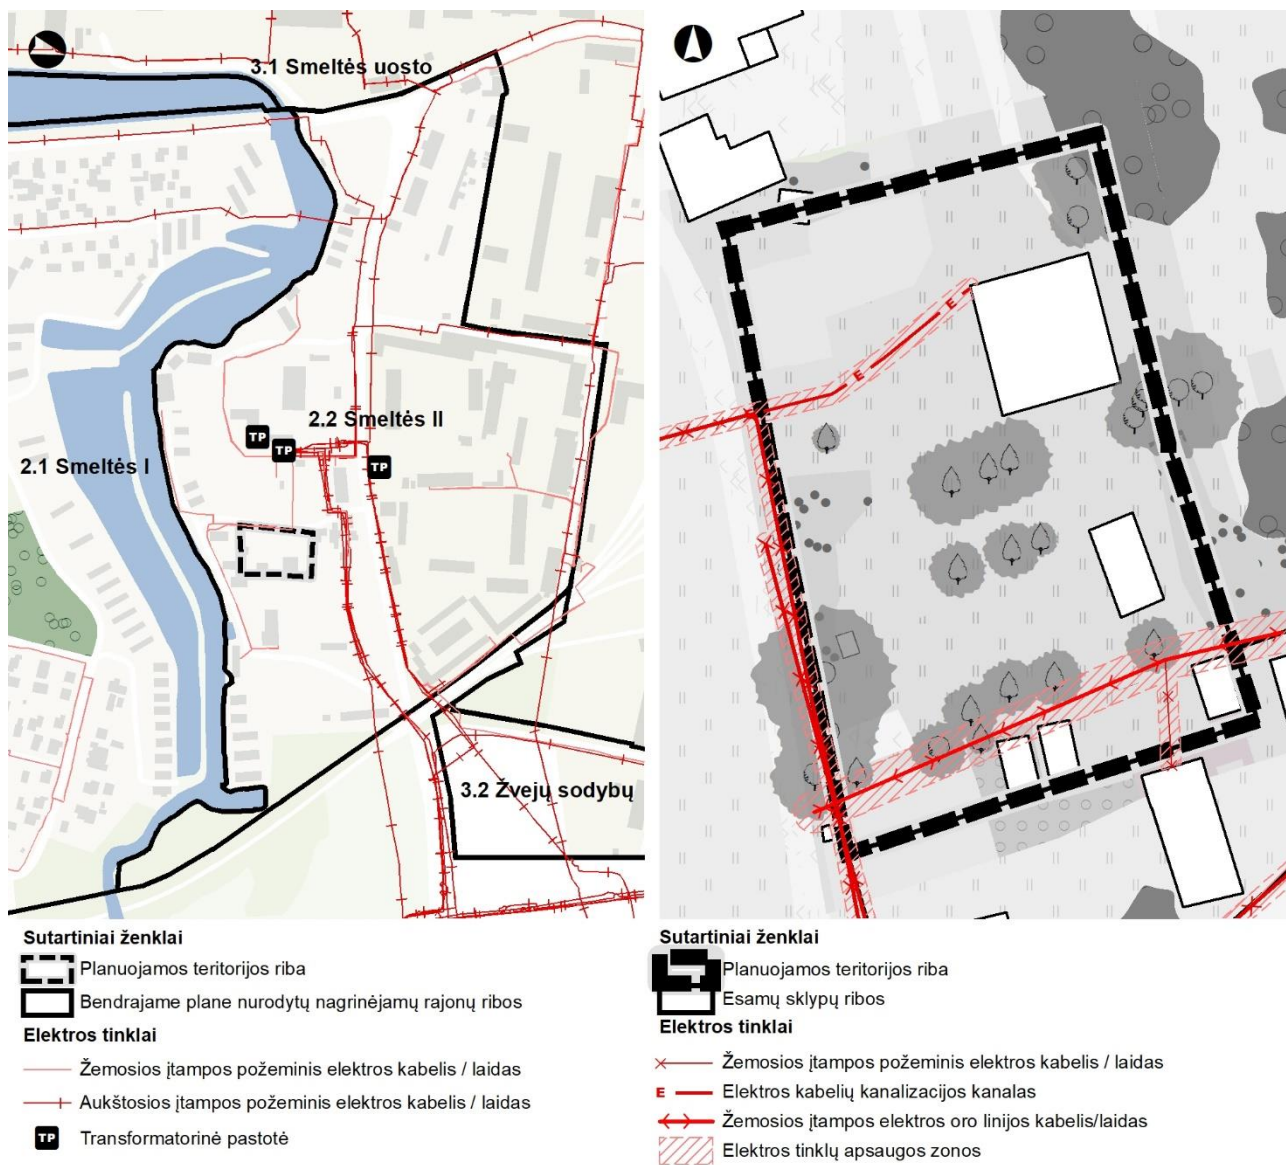 3.1 Smeltės uosto
2.2 Smeltės II
TP
TP
TP
2.1 Smeltės I
3.2 Žvejų sodybų
E
E
Sutartiniai ženklai
Planuojamos teritorijos riba
Bendrajame plane nurodytų nagrinėjamų rajonų ribos
Elektros tinklai
Žemosios įtampos požeminis elektros kabelis / laidas
Aukštosios įtampos požeminis elektros kabelis / laidas
TP Transformatorinė pastotė
Sutartiniai ženklai
Planuojamos teritorijos riba
Esamų sklypų ribos
Elektros tinklai
Žemosios įtampos požeminis elektros kabelis / laidas
E Elektros kabelių kanalizacijos kanalas
Žemosios įtampos elektros oro linijos kabelis/laidas
Elektros tinklų apsaugos zonos